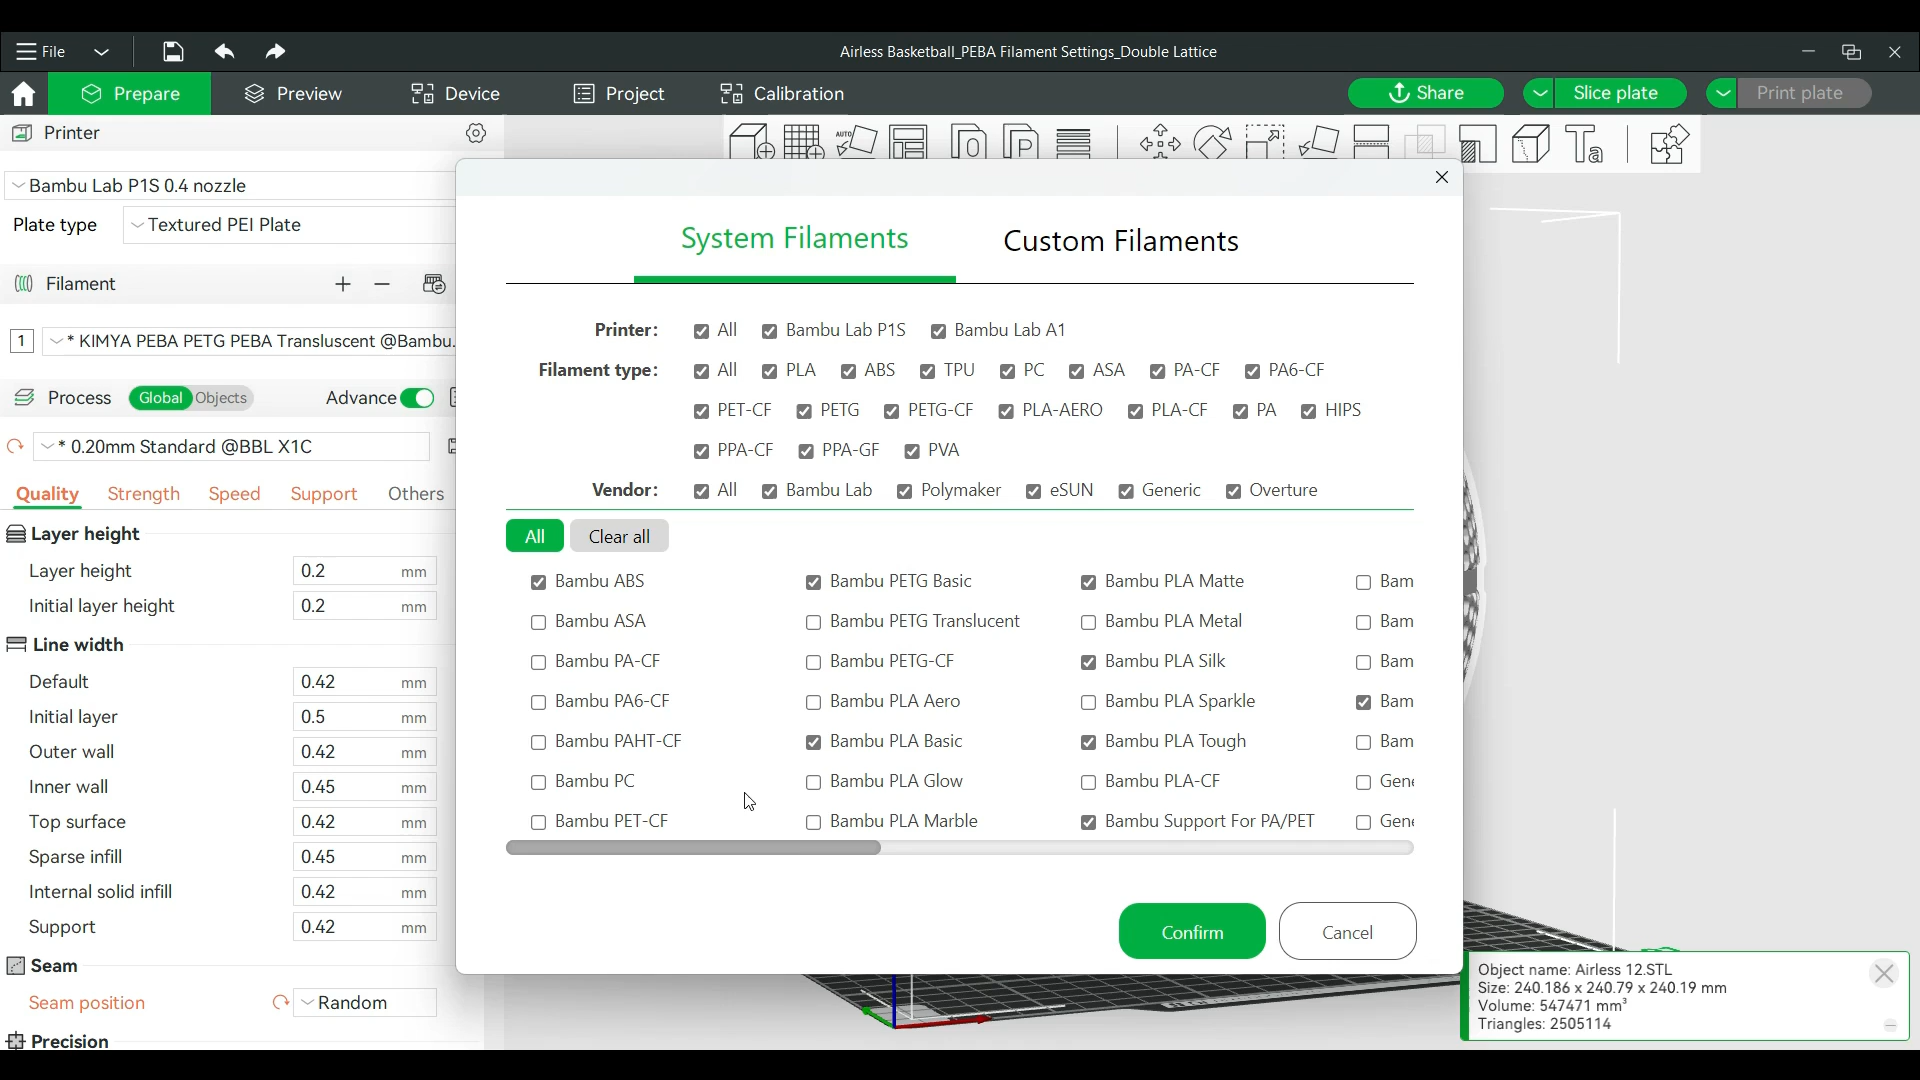 File
Airless Basketball_PEBA Filament Settings_Double Lattice
Prepare Preview Device Project Calibration Share Slice plate Print plate
Printer
Bambu Lab P1S 0.4 nozzle
Plate type Textured PEI Plate
Filament
1 * KIMYA PEBA PETG PEBA Transluscent @Bambu.
Process Global Objects Advance
* 0.20mm Standard @BBL X1C
Quality Strength Speed Support Others
Layer height
Layer height 0.2 mm
Initial layer height 0.2 mm
Line width
Default 0.42 mm
Initial layer 0.5 mm
Outer wall 0.42 mm
Inner wall 0.45 mm
Top surface 0.42 mm
Sparse infill 0.45 mm
Internal solid infill 0.42 mm
Support 0.42 mm
Seam
Seam position Random
Precision
AUTO
System Filaments Custom Filaments
Printer: All Bambu Lab P1S Bambu Lab A1
Filament type: All PLA ABS TPU PC ASA PA-CF PA6-CF
PET-CF PETG PETG-CF PLA-AERO PLA-CF PA HIPS
PPA-CF PPA-GF PVA
Vendor: All Bambu Lab Polymaker eSUN Generic Overture
All Clear all
Bambu ABS Bambu PETG Basic Bambu PLA Matte Bam
Bambu ASA Bambu PETG Translucent Bambu PLA Metal Bam
Bambu PA-CF Bambu PETG-CF Bambu PLA Silk Bam
Bambu PA6-CF Bambu PLA Aero Bambu PLA Sparkle Bam
Bambu PAHT-CF Bambu PLA Basic Bambu PLA Tough Bam
Bambu PC Bambu PLA Glow Bambu PLA-CF Gene
Bambu PET-CF Bambu PLA Marble Bambu Support For PA/PET Gene
Confirm Cancel
Object name: Airless 12.STL
Size: 240.186 x 240.79 x 240.19 mm
Volume: 547471 mm³
Triangles: 2505114